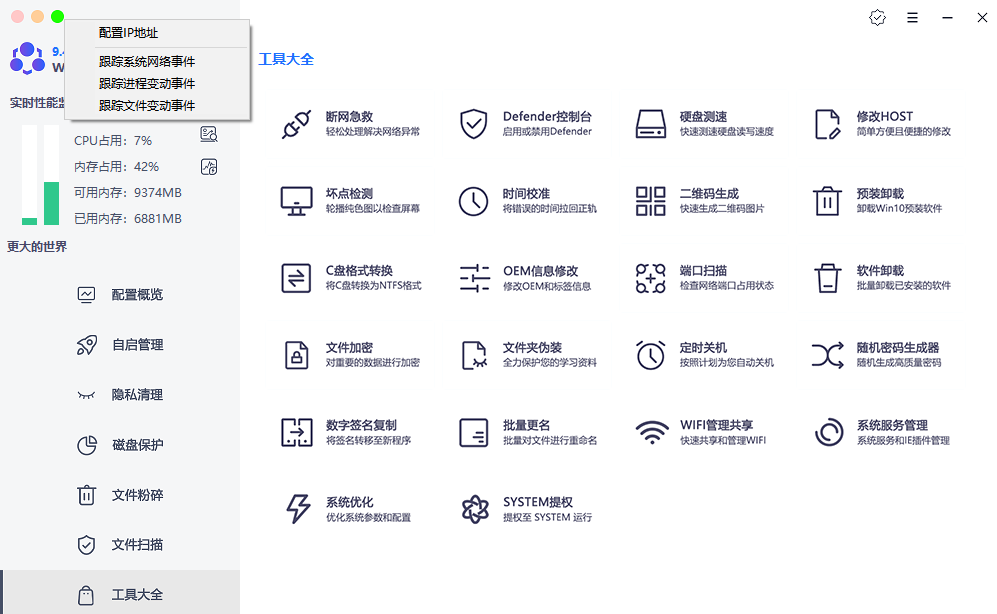 配置IP地址
跟踪系统网络事件
跟踪进程变动事件
跟踪文件变动事件
9.
W
实时性能监
CPU占用： 7%
内存占用： 42%
可用内存： 9374MB
已用内存： 6881MB
更大的世界
配置概览
自启管理
隐私清理
磁盘保护
文件粉碎
文件扫描
工具大全
工具大全
断网急救
轻松处理解决网络异常
Defender控制台
启用或禁用Defender
硬盘测速
快速测速硬盘读写速度
修改HOST
简单方便且便捷的修改
坏点检测
轮播纯色图以检查屏幕
时间校准
将错误的时间拉回正轨
二维码生成
快速生成二维码图片
预装卸载
卸载Win10预装软件
C盘格式转换
将C盘转换为NTFS格式
OEM信息修改
修改OEM和标签信息
端口扫描
检查网络端口占用状态
软件卸载
批量卸载已安装的软件
文件加密
对重要的数据进行加密
文件夹伪装
全力保护您的学习资料
定时关机
按照计划为您自动关机
随机密码生成器
随机生成高质量密码
数字签名复制
将签名转移至新程序
批量更名
批量对文件进行重命名
WIFI管理共享
快速共享和管理WIFI
系统服务管理
系统服务和IE插件管理
系统优化
优化系统参数和配置
SYSTEM提权
提权至 SYSTEM 运行